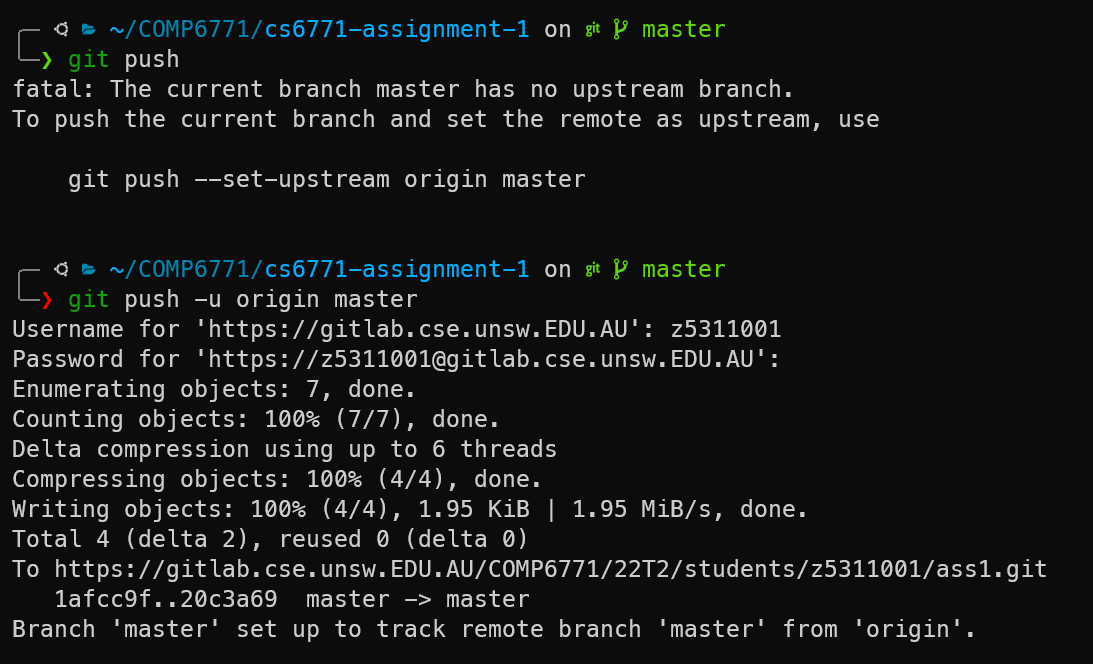 ~/COMP6771/cs6771-assignment-1 on git master
❯ git push
fatal: The current branch master has no upstream branch.
To push the current branch and set the remote as upstream, use
git push --set-upstream origin master
~/COMP6771/cs6771-assignment-1 on git master
❯ git push -u origin master
Username for 'https://gitlab.cse.unsw.EDU.AU': z5311001
Password for 'https://z5311001@gitlab.cse.unsw.EDU.AU':
Enumerating objects: 7, done.
Counting objects: 100% (7/7), done.
Delta compression using up to 6 threads
Compressing objects: 100% (4/4), done.
Writing objects: 100% (4/4), 1.95 KiB | 1.95 MiB/s, done.
Total 4 (delta 2), reused 0 (delta 0)
To https://gitlab.cse.unsw.EDU.AU/COMP6771/22T2/students/z5311001/ass1.git
1afcc9f..20c3a69  master -> master
Branch 'master' set up to track remote branch 'master' from 'origin'.